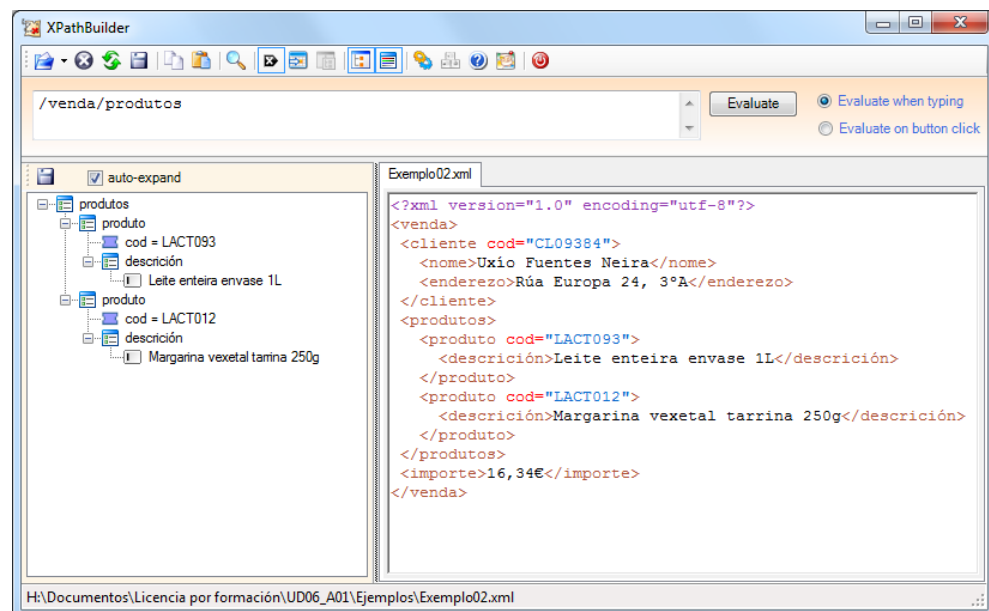 XPathBuilder
/venda/produtos
Evaluate
Evaluate when typing
Evaluate on button click
auto-expand
produtos
produto
cod = LACT093
descrición
Leite enteira envase 1L
produto
cod = LACT012
descrición
Margarina vexetal tarrina 250g
Exemplo02.xml
<?xml version="1.0" encoding="utf-8"?>
<venda>
<cliente cod="CL09384">
<nome>Uxío Fuentes Neira</nome>
<enderezo>Rúa Europa 24, 3ºA</enderezo>
</cliente>
<produtos>
<produto cod="LACT093">
<descrición>Leite enteira envase 1L</descrición>
</produto>
<produto cod="LACT012">
<descrición>Margarina vexetal tarrina 250g</descrición>
</produto>
</produtos>
<importe>16,34€</importe>
</venda>
H:\Documentos\Licencia por formación\UD06_A01\Ejemplos\Exemplo02.xml